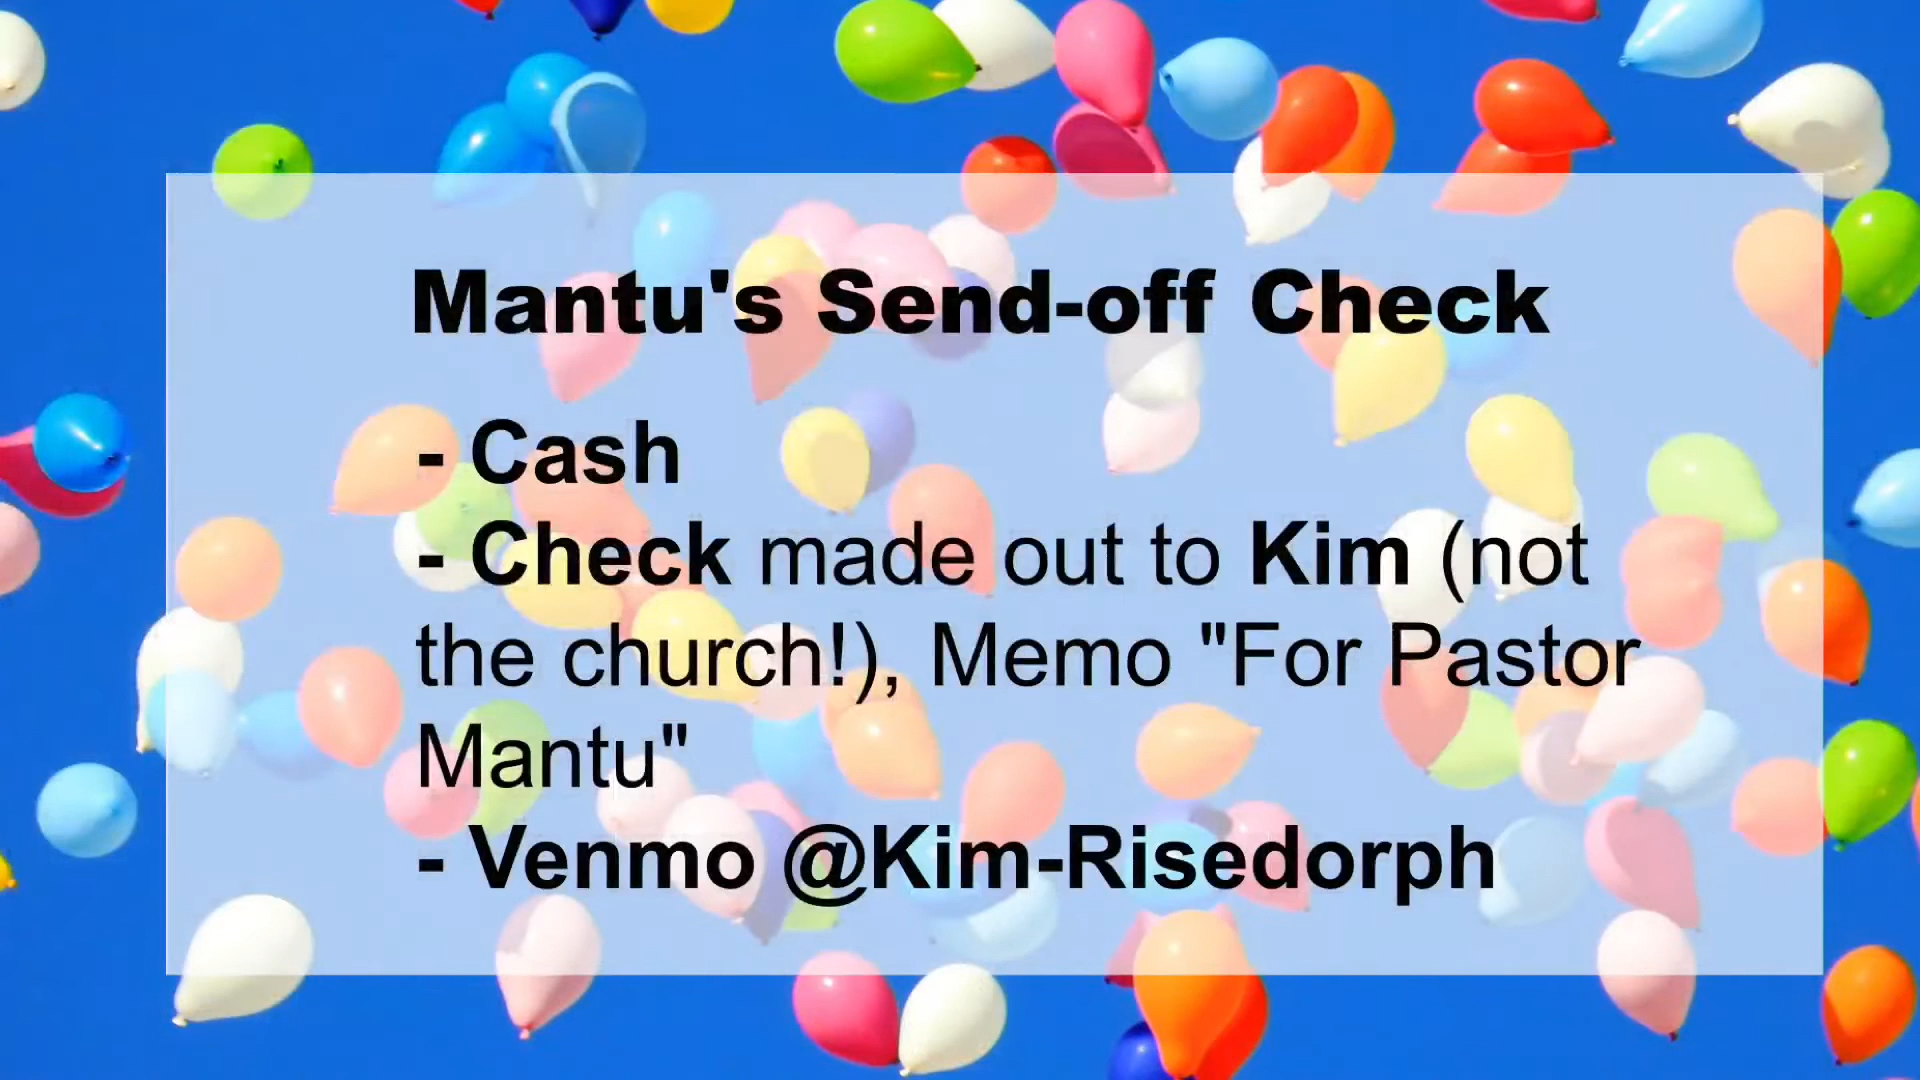 Mantu's Send-off Check
- Cash
- Check made out to Kim (not
the church!), Memo "For Pastor
Mantu"
- Venmo @Kim-Risedorph